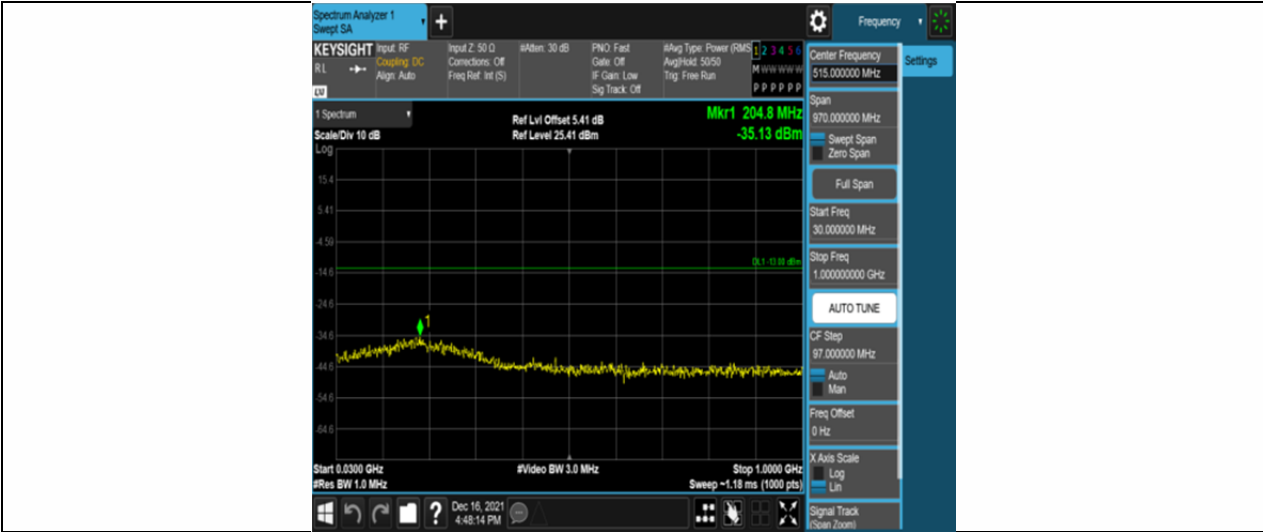 Spectrum Analyzer 1
Swept SA
+
Frequency
KEYSIGHT
RL
LV
Input: RF
Coupling: DC
Align: Auto
Input Z: 50 Ω
Corrections: Off
Freq Ref: Int (S)
#Atten: 30 dB
PNO: Fast
Gate: Off
IF Gain: Low
Sig Track: Off
#Avg Type: Power (RMS
Avg|Hold: 50/50
Trig: Free Run
1 2 3 4 5 6
M W W W W W
P P P P P P
Center Frequency
515.000000 MHz
Settings
Span
970.000000 MHz
Swept Span
Zero Span
Full Span
Start Freq
30.000000 MHz
Stop Freq
1.000000000 GHz
AUTO TUNE
CF Step
97.000000 MHz
Auto
Man
Freq Offset
0 Hz
X Axis Scale
Log
Lin
Signal Track
(Span Zoom)
1 Spectrum
Scale/Div 10 dB
Ref Lvl Offset 5.41 dB
Ref Level 25.41 dBm
Mkr1 204.8 MHz
-35.13 dBm
Log
15.4
5.41
-4.59
DL1 -13.00 dBm
-14.6
-24.6
1
-34.6
-44.6
-54.6
-64.6
Start 0.0300 GHz
#Video BW 3.0 MHz
Stop 1.0000 GHz
#Res BW 1.0 MHz
Sweep ~1.18 ms (1000 pts)
?
Dec 16, 2021
4:48:14 PM